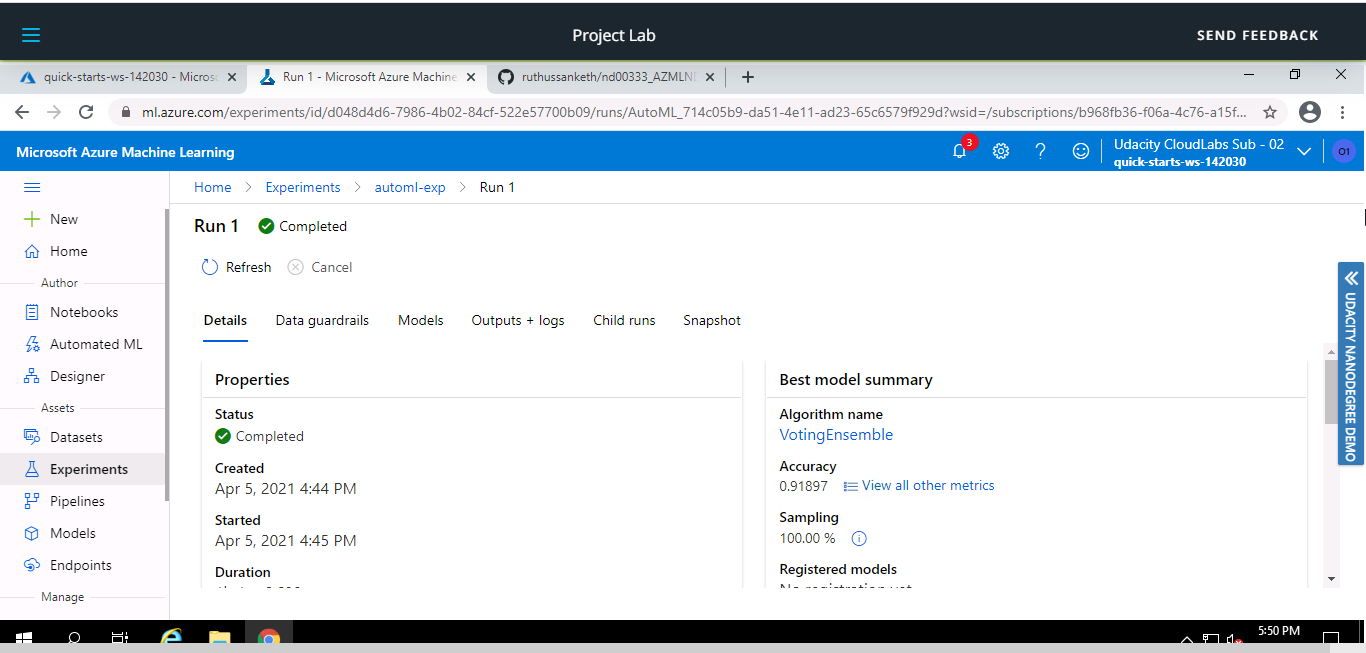 Project Lab
SEND FEEDBACK
quick-starts-ws-142030 - Micros
Run 1 - Microsoft Azure Machine
ruthussanketh/nd00333_AZMLN
ml.azure.com/experiments/id/d048d4d6-7986-4b02-84cf-522e57700b09/runs/AutoML_714c05b9-da51-4e11-ad23-65c6579f929d?wsid=/subscriptions/b968fb36-f06a-4c76-a15f...
Microsoft Azure Machine Learning
3
Udacity CloudLabs Sub - 02
quick-starts-ws-142030
O1
Home > Experiments > automl-exp > Run 1
New
Home
Author
Notebooks
Automated ML
Designer
Assets
Datasets
Experiments
Pipelines
Models
Endpoints
Manage
Run 1 Completed
Refresh Cancel
Details Data guardrails Models Outputs + logs Child runs Snapshot
Properties
Status
Completed
Created
Apr 5, 2021 4:44 PM
Started
Apr 5, 2021 4:45 PM
Duration
Best model summary
Algorithm name
VotingEnsemble
Accuracy
0.91897 View all other metrics
Sampling
100.00 %
Registered models
No registration yet
UDACITY NANODEGREE DEMO
5:50 PM